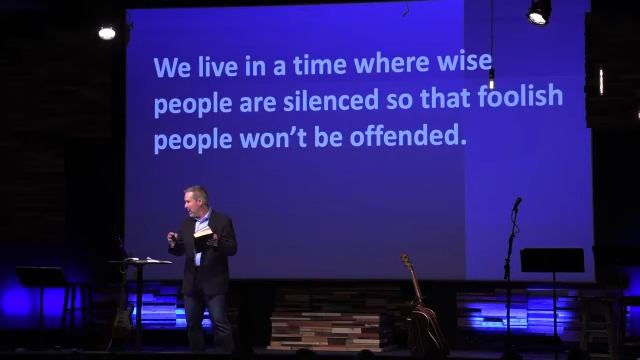 We live in a time where wise
people are silenced so that foolish
people won't be offended.